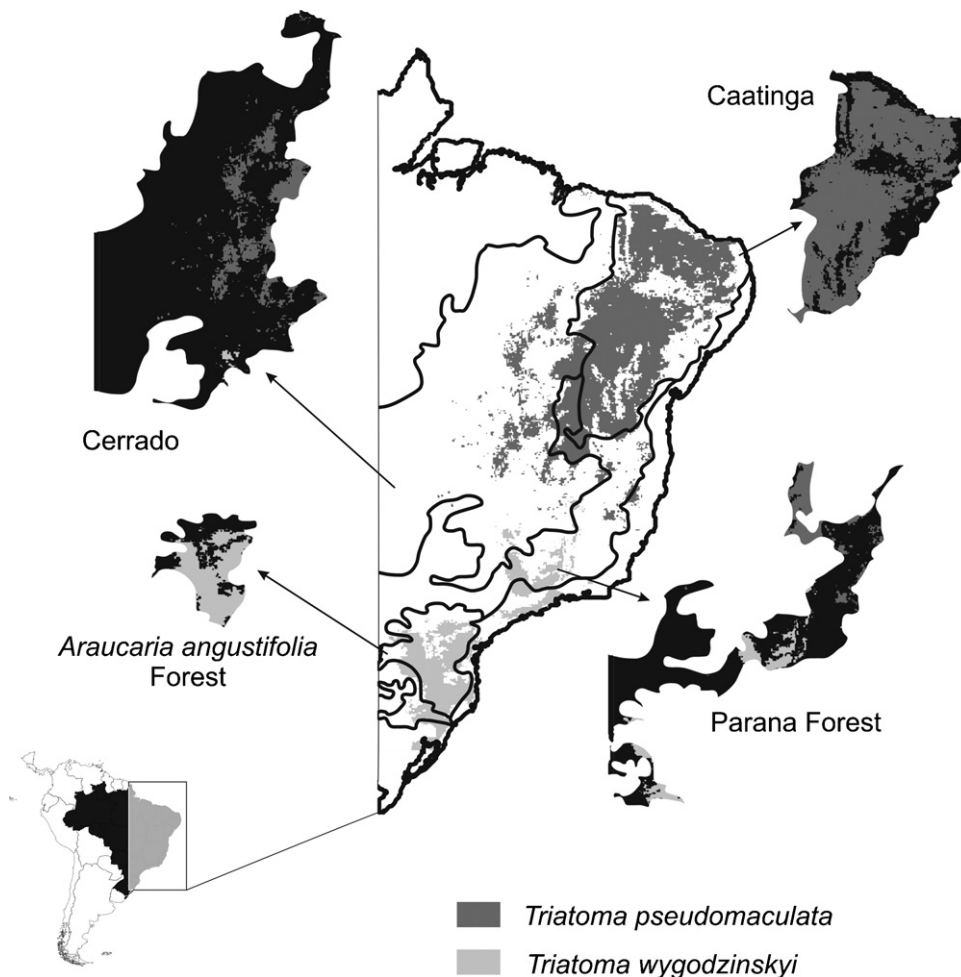 Caatinga
Cerrado
Araucaria angustifolia
Forest
Parana Forest
Triatoma pseudomaculata
Triatoma wygodzinskyi